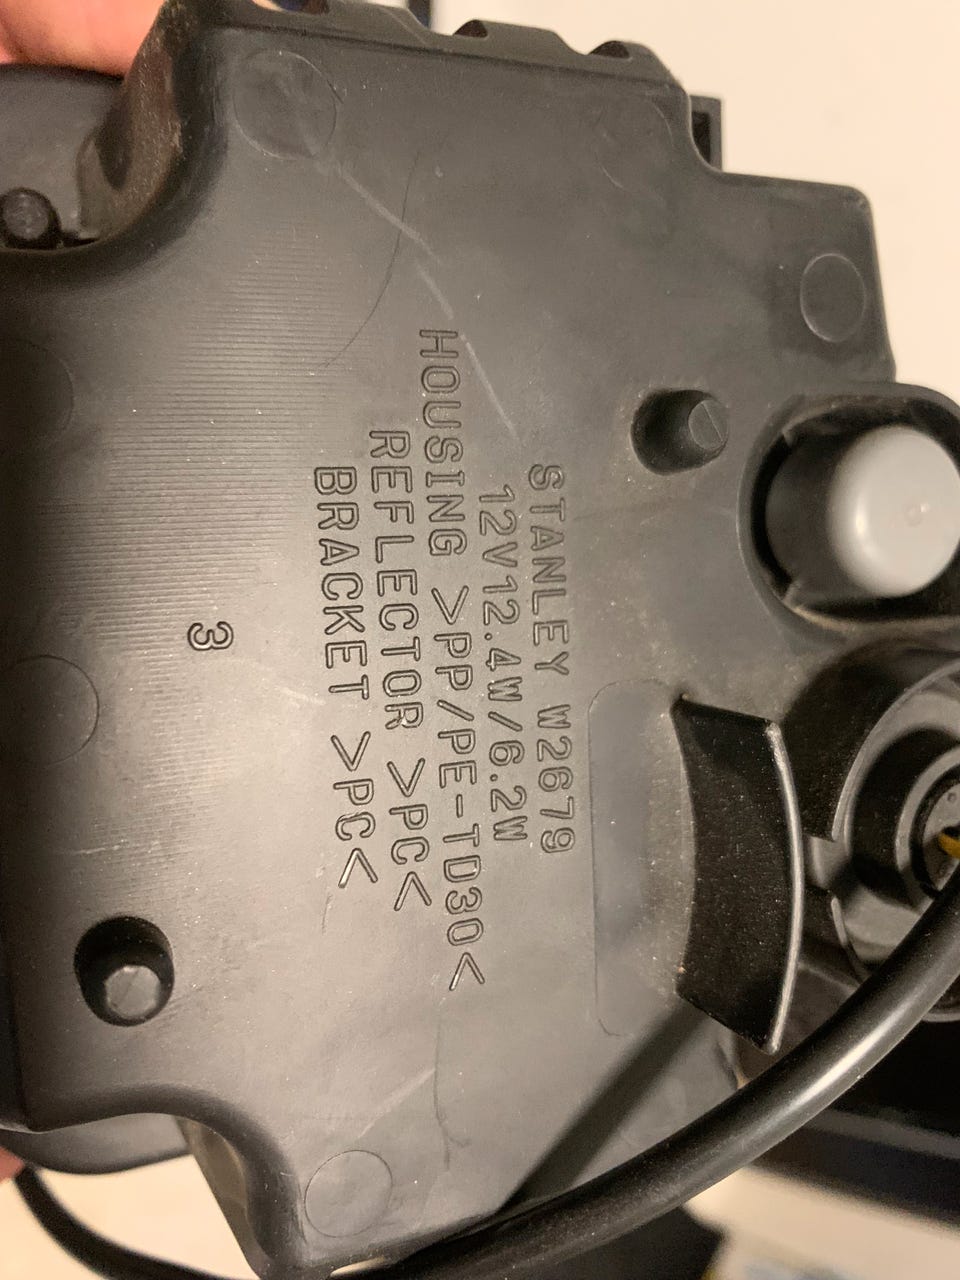 STANLEY W2679
12V12.4W/6.2W
HOUSING >PP/PE-TD30<
REFLECTOR >PC<
BRACKET >PC<
3